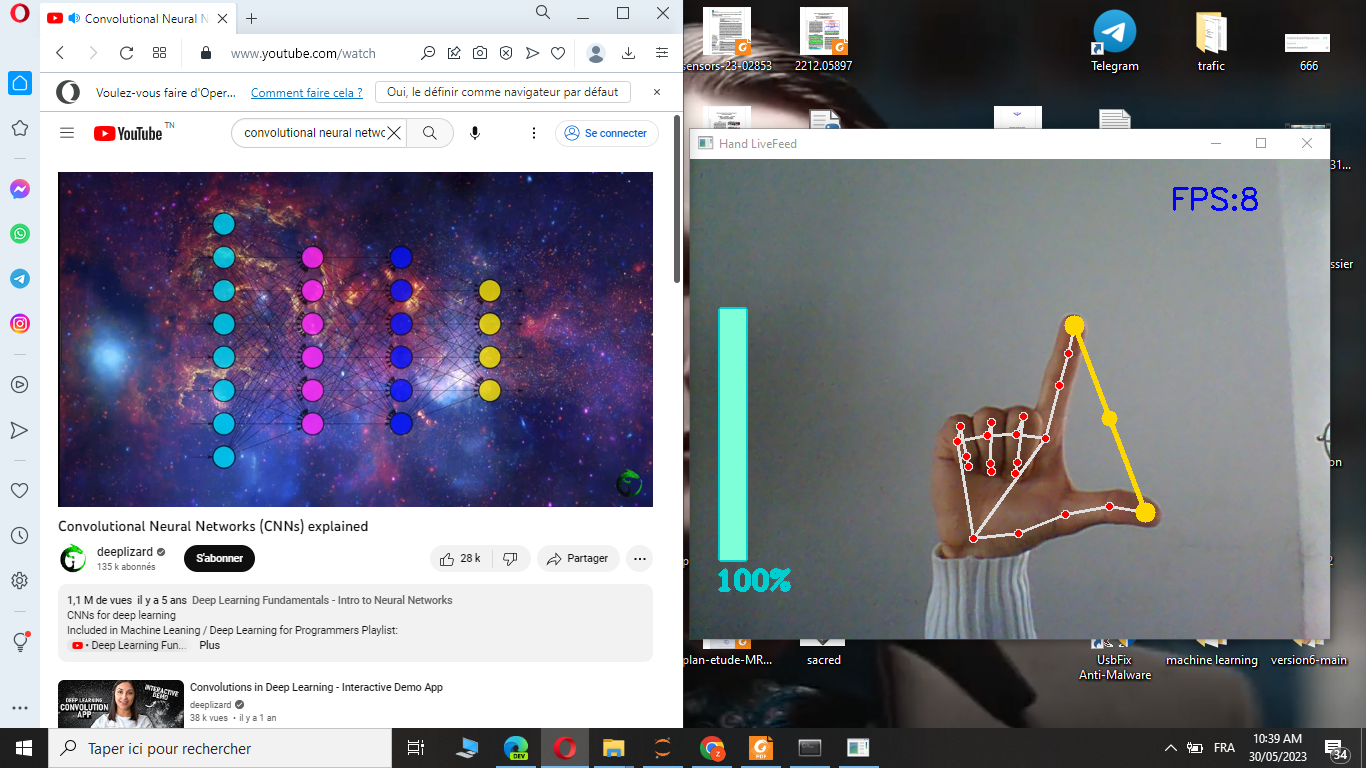 Convolutional Neural N
www.youtube.com/watch
Voulez-vous faire d'Oper...
Comment faire cela ?
Oui, le définir comme navigateur par défaut
YouTube
TN
convolutional neural netwo
Se connecter
Convolutional Neural Networks (CNNs) explained
deeplizard
135 k abonnés
S'abonner
28 k
Partager
1,1 M de vues il y a 5 ans Deep Learning Fundamentals - Intro to Neural Networks
CNNs for deep learning
Included in Machine Leaning / Deep Learning for Programmers Playlist:
• Deep Learning Fun...
Plus
DEEP LEARNING
CONVOLUTION
APP
INTERACTIVE
DEMO
Convolutions in Deep Learning - Interactive Demo App
deeplizard
38 k vues • il y a 1 an
sensors-23-02853
2212.05897
Telegram
trafic
666
Hand LiveFeed
FPS:8
100%
31...
ssier
on
plan-etude-MR...
sacred
UsbFix
Anti-Malware
machine learning
version6-main
Taper ici pour rechercher
DEV
Z
PDF
FRA
10:39 AM
30/05/2023
34